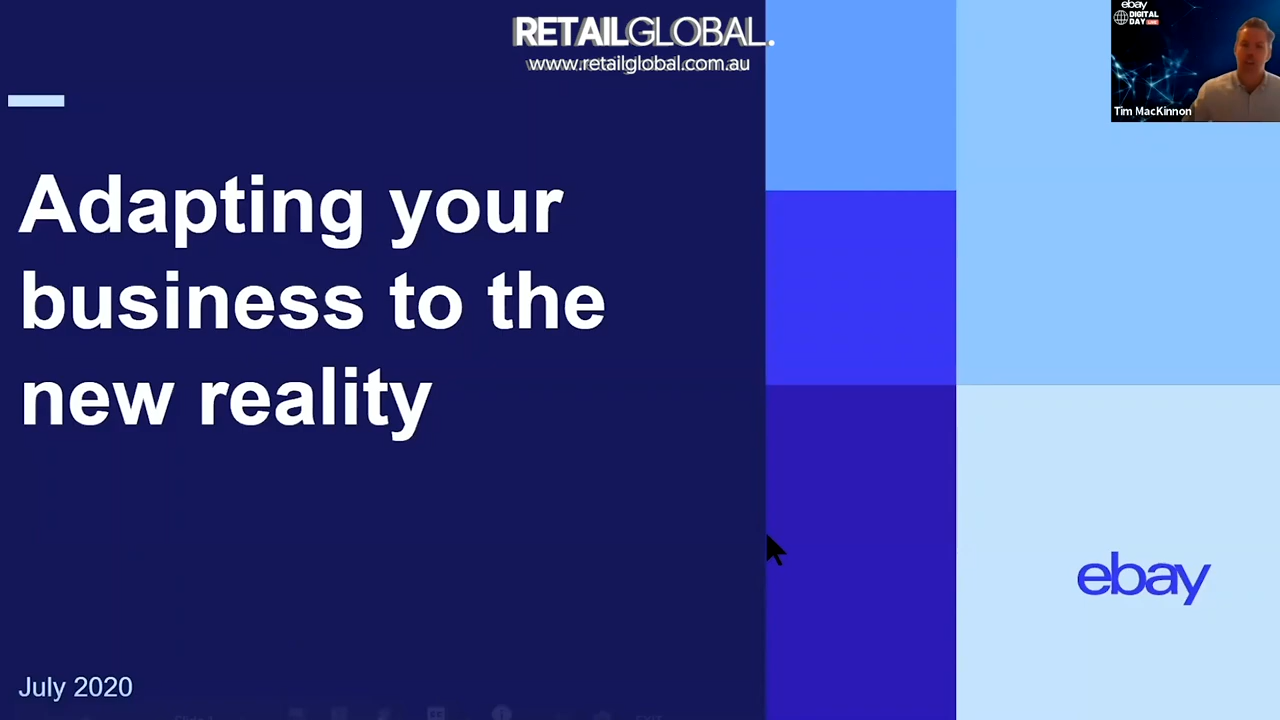 RETAILGLOBAL.
www.retailglobal.com.au
ebay
DIGITAL
DAY LIVE
Tim MacKinnon
Adapting your
business to the
new reality
ebay
July 2020